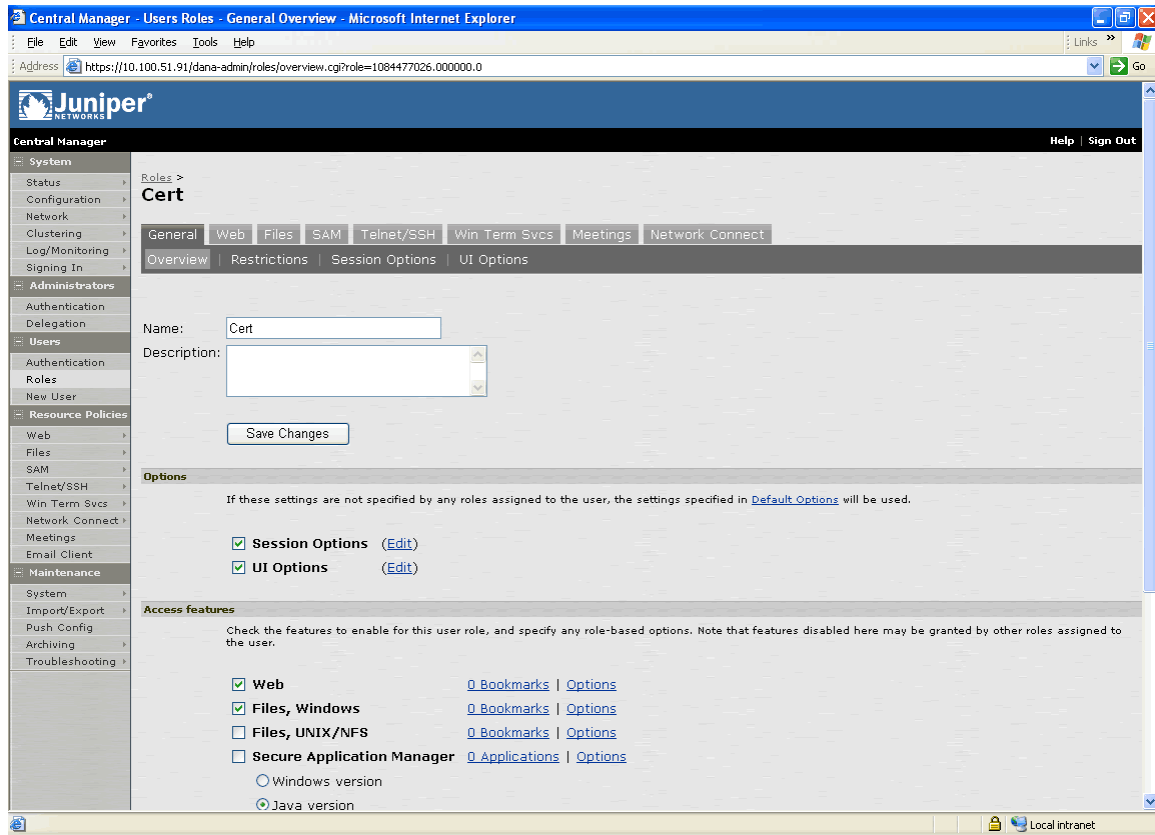 Central Manager - Users Roles - General Overview - Microsoft Internet Explorer
File Edit View Favorites Tools Help Links »
Address https://10.100.51.91/dana-admin/roles/overview.cgi?role=1084477026.000000.0 Go
Juniper®
NETWORKS
Central Manager Help | Sign Out
System
Status
Configuration
Network
Clustering
Log/Monitoring
Signing In
Administrators
Authentication
Delegation
Users
Authentication
Roles
New User
Resource Policies
Web
Files
SAM
Telnet/SSH
Win Term Svcs
Network Connect
Meetings
Email Client
Maintenance
System
Import/Export
Push Config
Archiving
Troubleshooting
Roles >
Cert
General Web Files SAM Telnet/SSH Win Term Svcs Meetings Network Connect
Overview | Restrictions | Session Options | UI Options
Name: Cert
Description:
Save Changes
Options
If these settings are not specified by any roles assigned to the user, the settings specified in Default Options will be used.
Session Options (Edit)
UI Options (Edit)
Access features
Check the features to enable for this user role, and specify any role-based options. Note that features disabled here may be granted by other roles assigned to
the user.
Web 0 Bookmarks | Options
Files, Windows 0 Bookmarks | Options
Files, UNIX/NFS 0 Bookmarks | Options
Secure Application Manager 0 Applications | Options
Windows version
Java version
Local intranet